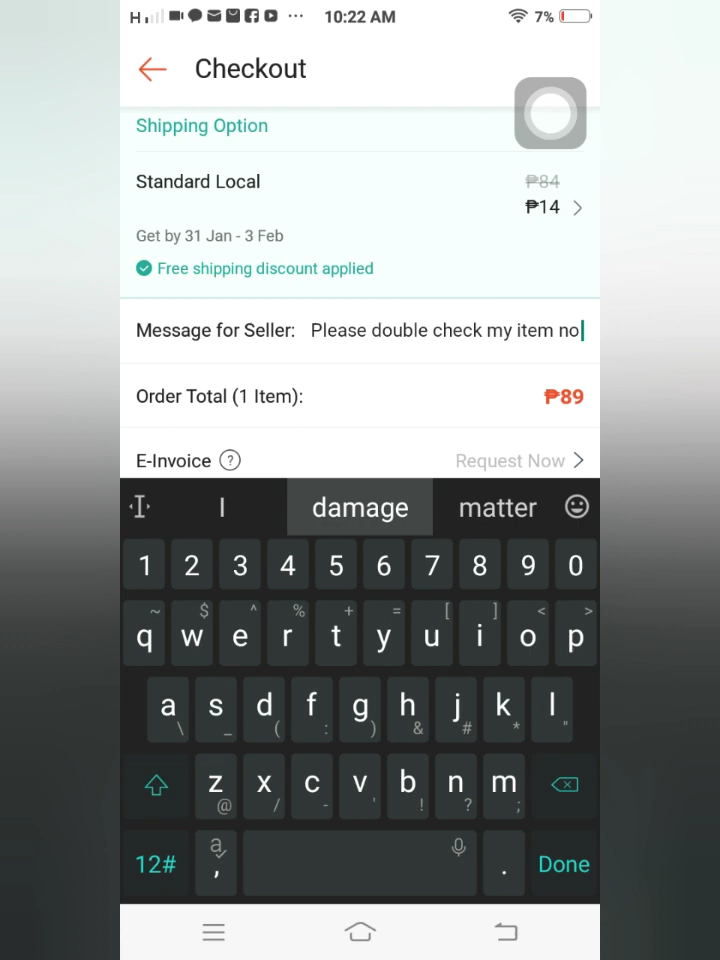 H 10:22 AM 7%
Checkout
Shipping Option
Standard Local ₱84
₱14
Get by 31 Jan - 3 Feb
Free shipping discount applied
Message for Seller: Please double check my item no
Order Total (1 Item): ₱89
E-Invoice ? Request Now
I damage matter
1 2 3 4 5 6 7 8 9 0
~ $ ^ % + = [ ] < >
q w e r t y u i o p
a s d f g h j k l
\ _ ( : ) & # * "
z x c v b n m
@ / - ' ! ? ;
12# a , . Done